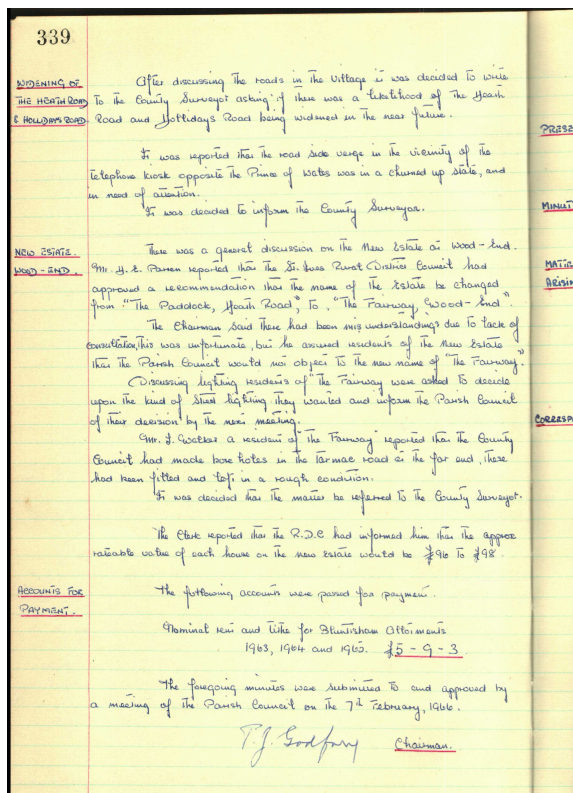 339
WIDENING OF
THE HEATH ROAD
& HOLLIDAYS ROAD
After discussing the roads in the village it was decided to write
to the County Surveyor asking if there was a likelihood of the Heath
Road and Hollidays Road being widened in the near future.
It was reported that the road side verge in the vicinity of the
telephone kiosk opposite the Prince of Wales was in a churned up state, and
in need of attention.
It was decided to inform the County Surveyor.
NEW ESTATE.
WOOD-END.
There was a general discussion on the New Estate at Wood-End.
Mr. H. E. Parren reported that the St. Ives Rural District Council had
approved a recommendation that the name of the Estate be changed
from "The Paddock, Heath Road", to, "The Fairway, Wood-End."
The Chairman said there had been misunderstandings due to lack of
consultation, this was unfortunate, but he assured residents of the New Estate
that the Parish Council would not object to the new name of "The Fairway."
Discussing lighting residents of "The Fairway were asked to decide
upon the kind of street lighting they wanted and inform the Parish Council
of their decision by the next meeting.
Mr. J. Walker a resident of "The Fairway" reported that the County
Council had made bore holes in the tarmac road at the far end, these
had been filled and left in a rough condition.
It was decided that the matter be referred to the County Surveyor.
The Clerk reported that the R.D.C had informed him that the approx
rateable value of each house on the new Estate would be £96 to £98.
ACCOUNTS FOR
PAYMENT.
The following accounts were passed for payment.
Nominal rent and tithe for Bluntisham Allotments
1963, 1964 and 1965. £5-9-3
The foregoing minutes were submitted to and approved by
a meeting of the Parish Council on the 7th February, 1966.
T. J. Godfrey Chairman.
PRESE
MINUT
MATTE
ARISIN
CORRESP